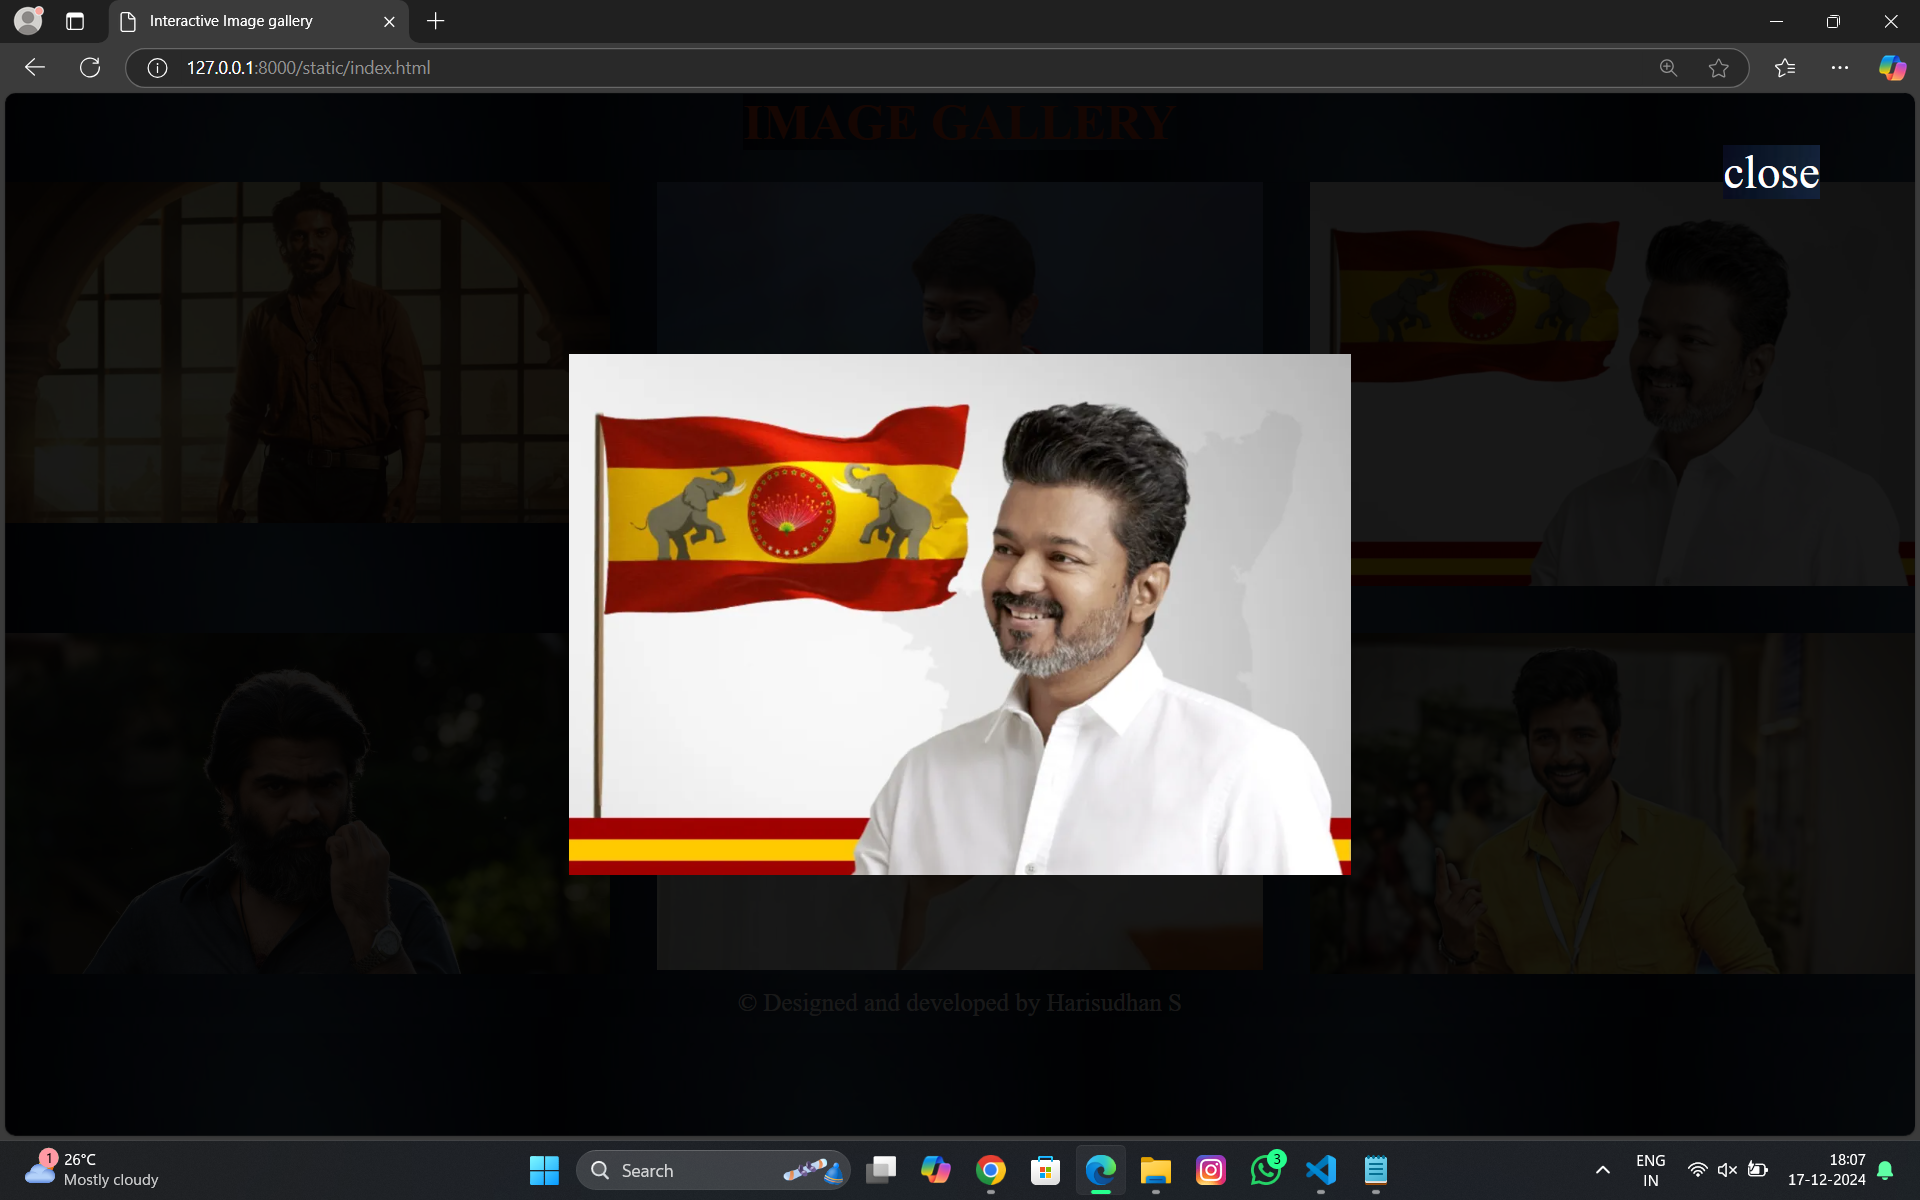 Interactive Image gallery
127.0.0.1:8000/static/index.html
IMAGE GALLERY
close
© Designed and developed by Harisudhan S
1
26°C
Mostly cloudy
Search
3
ENG
IN
18:07
17-12-2024